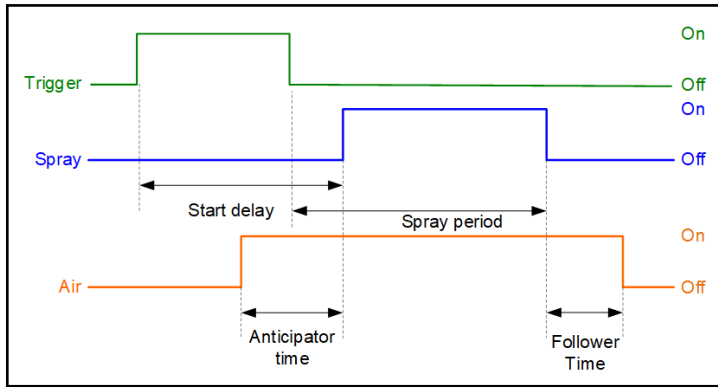 On
Trigger
Off
On
Spray
Off
Start delay
Spray period
On
Air
Off
Anticipator
time
Follower
Time